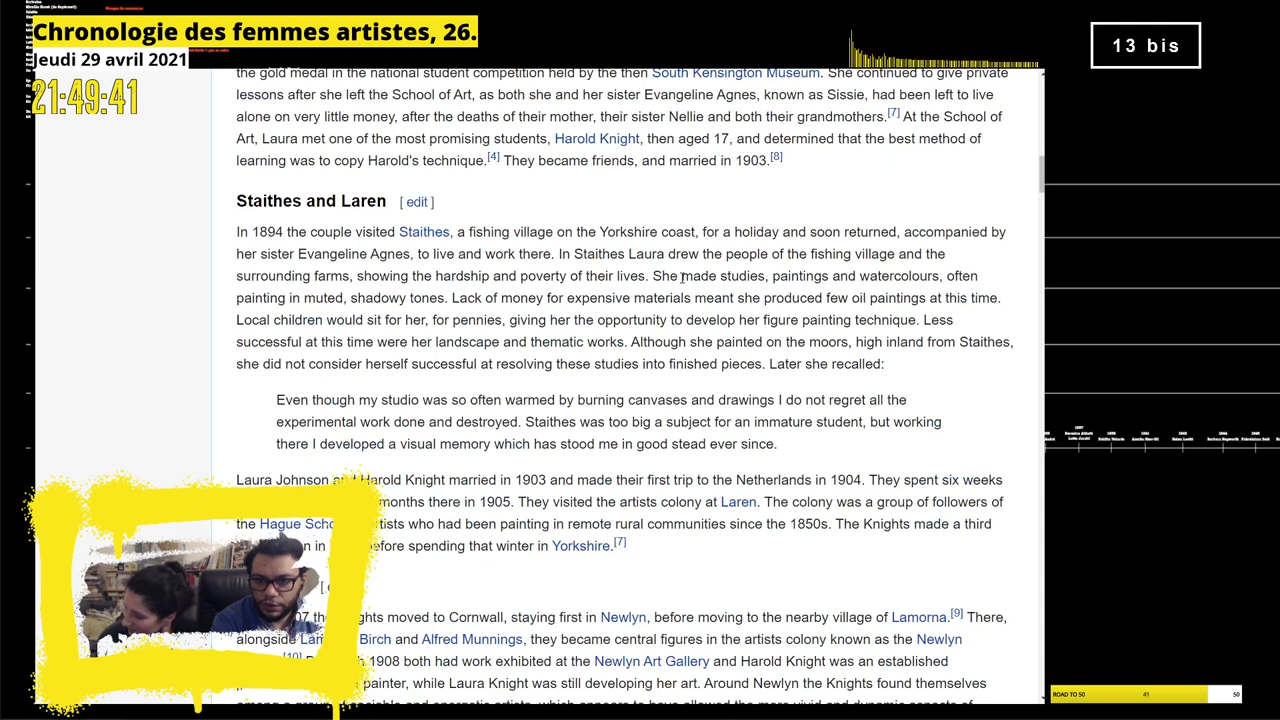 Chronologie des femmes artistes, 26.
Jeudi 29 avril 2021
21:49:41
13 bis
the gold medal in the national student competition held by the then South Kensington Museum. She continued to give private
lessons after she left the School of Art, as both she and her sister Evangeline Agnes, known as Sissie, had been left to live
alone on very little money, after the deaths of their mother, their sister Nellie and both their grandmothers.[7] At the School of
Art, Laura met one of the most promising students, Harold Knight, then aged 17, and determined that the best method of
learning was to copy Harold's technique.[4] They became friends, and married in 1903.[8]
Staithes and Laren [ edit ]
In 1894 the couple visited Staithes, a fishing village on the Yorkshire coast, for a holiday and soon returned, accompanied by
her sister Evangeline Agnes, to live and work there. In Staithes Laura drew the people of the fishing village and the
surrounding farms, showing the hardship and poverty of their lives. She made studies, paintings and watercolours, often
painting in muted, shadowy tones. Lack of money for expensive materials meant she produced few oil paintings at this time.
Local children would sit for her, for pennies, giving her the opportunity to develop her figure painting technique. Less
successful at this time were her landscape and thematic works. Although she painted on the moors, high inland from Staithes,
she did not consider herself successful at resolving these studies into finished pieces. Later she recalled:
Even though my studio was so often warmed by burning canvases and drawings I do not regret all the
experimental work done and destroyed. Staithes was too big a subject for an immature student, but working
there I developed a visual memory which has stood me in good stead ever since.
Laura Johnson and Harold Knight married in 1903 and made their first trip to the Netherlands in 1904. They spent six weeks
months there in 1905. They visited the artists colony at Laren. The colony was a group of followers of
the Hague Scho artists who had been painting in remote rural communities since the 1850s. The Knights made a third
in before spending that winter in Yorkshire.[7]
[
07 the Knights moved to Cornwall, staying first in Newlyn, before moving to the nearby village of Lamorna.[9] There,
alongside Birch and Alfred Munnings, they became central figures in the artists colony known as the Newlyn
[10] 1908 both had work exhibited at the Newlyn Art Gallery and Harold Knight was an established
painter, while Laura Knight was still developing her art. Around Newlyn the Knights found themselves
ROAD TO 50 41 50